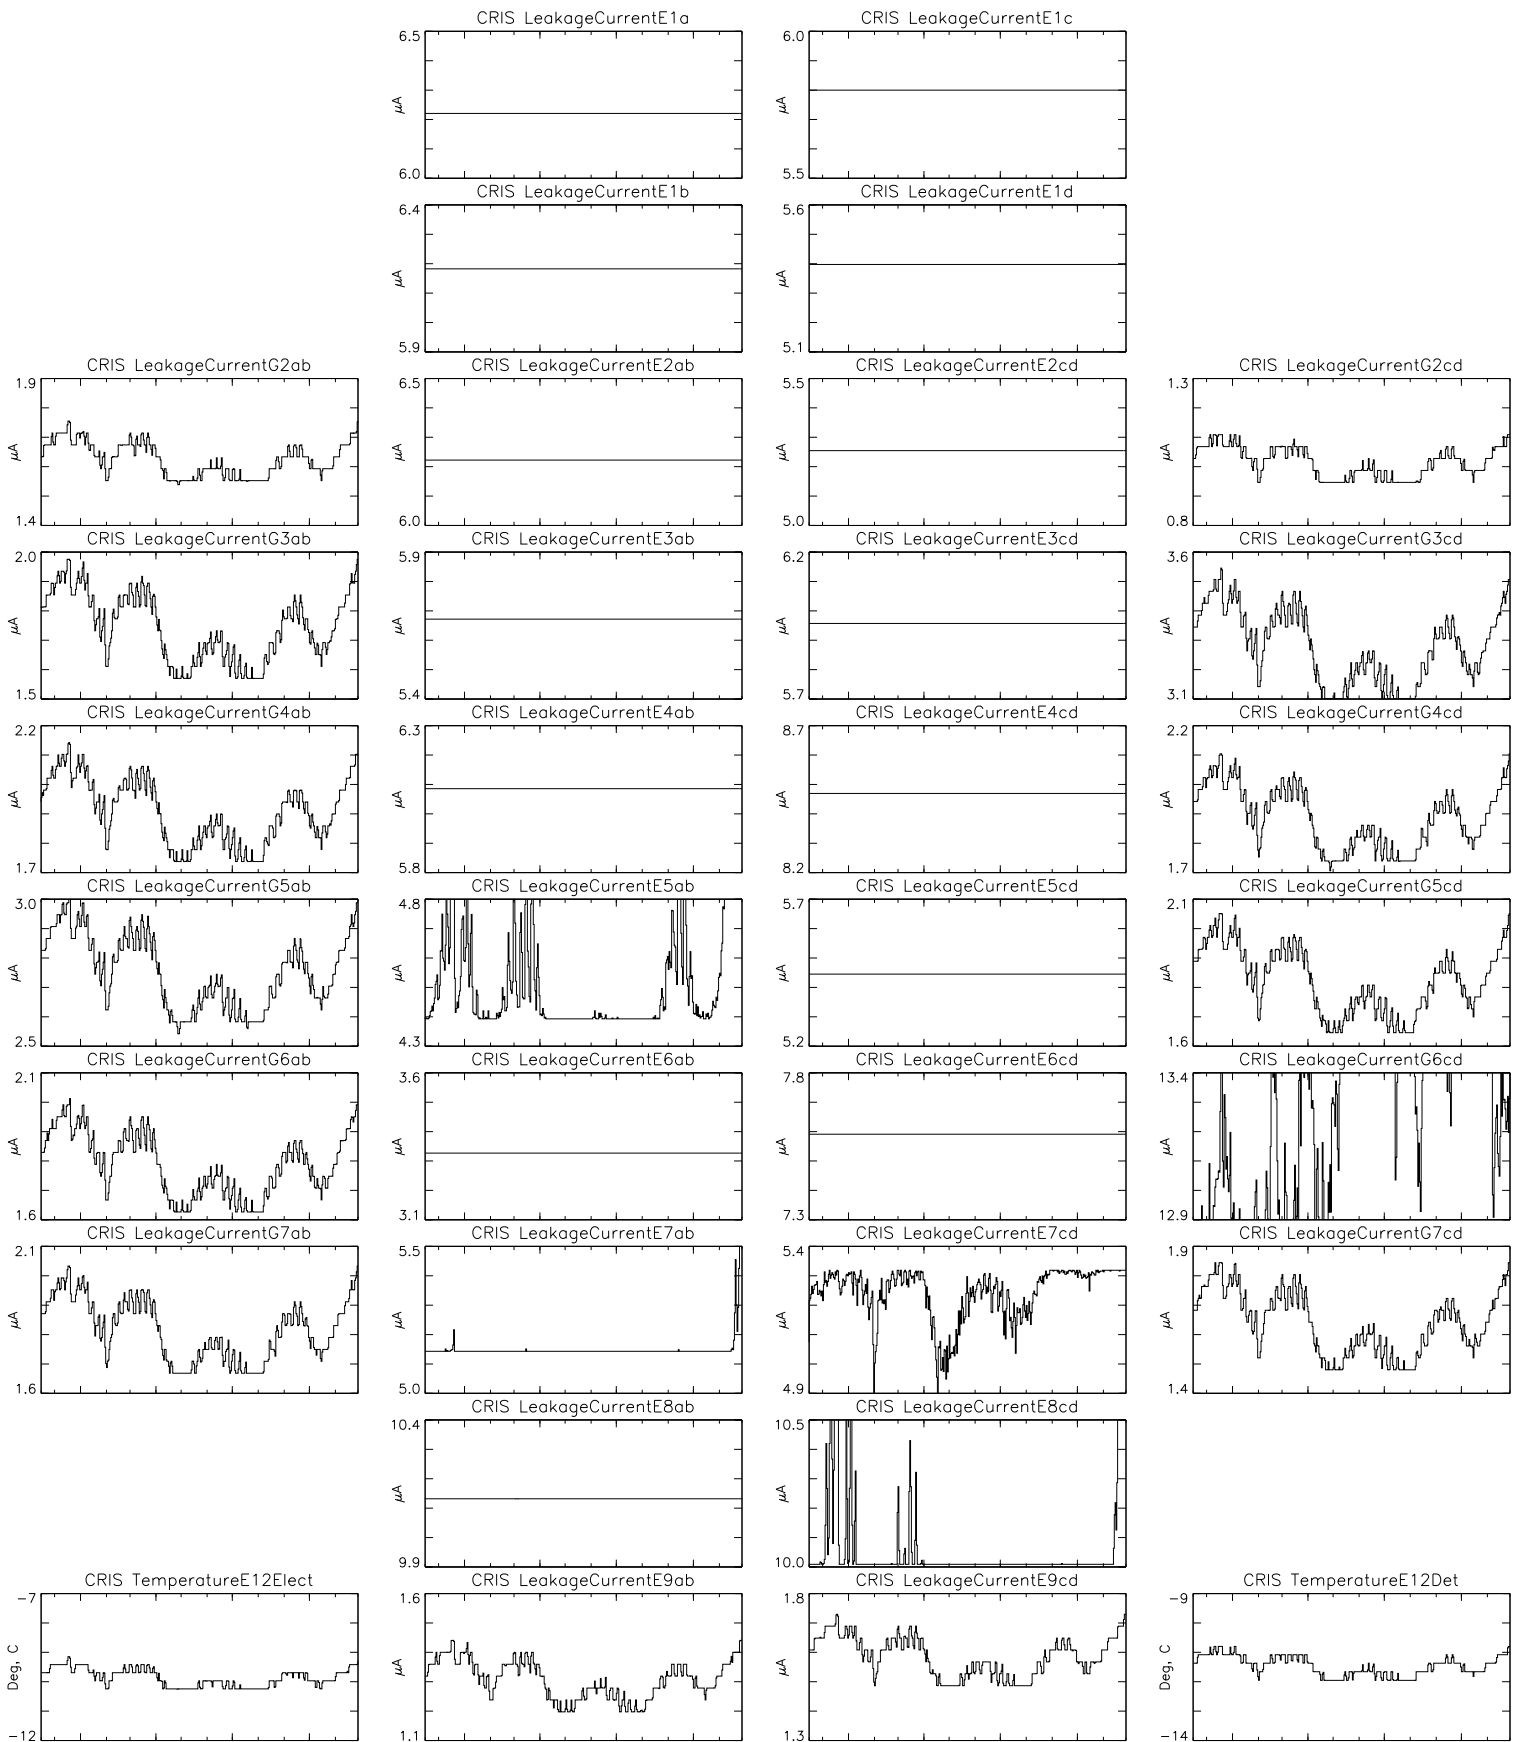 CRIS LeakageCurrentE1a
CRIS LeakageCurrentE1c
6.5
μA
6.0
6.0
μA
5.5
CRIS LeakageCurrentE1b
CRIS LeakageCurrentE1d
6.4
μA
5.9
5.6
μA
5.1
CRIS LeakageCurrentG2ab
CRIS LeakageCurrentE2ab
CRIS LeakageCurrentE2cd
CRIS LeakageCurrentG2cd
1.9
μA
1.4
6.5
μA
6.0
5.5
μA
5.0
1.3
μA
0.8
CRIS LeakageCurrentG3ab
CRIS LeakageCurrentE3ab
CRIS LeakageCurrentE3cd
CRIS LeakageCurrentG3cd
2.0
μA
1.5
5.9
μA
5.4
6.2
μA
5.7
3.6
μA
3.1
CRIS LeakageCurrentG4ab
CRIS LeakageCurrentE4ab
CRIS LeakageCurrentE4cd
CRIS LeakageCurrentG4cd
2.2
μA
1.7
6.3
μA
5.8
8.7
μA
8.2
2.2
μA
1.7
CRIS LeakageCurrentG5ab
CRIS LeakageCurrentE5ab
CRIS LeakageCurrentE5cd
CRIS LeakageCurrentG5cd
3.0
μA
2.5
4.8
μA
4.3
5.7
μA
5.2
2.1
μA
1.6
CRIS LeakageCurrentG6ab
CRIS LeakageCurrentE6ab
CRIS LeakageCurrentE6cd
CRIS LeakageCurrentG6cd
2.1
μA
1.6
3.6
μA
3.1
7.8
μA
7.3
13.4
μA
12.9
CRIS LeakageCurrentG7ab
CRIS LeakageCurrentE7ab
CRIS LeakageCurrentE7cd
CRIS LeakageCurrentG7cd
2.1
μA
1.6
5.5
μA
5.0
5.4
μA
4.9
1.9
μA
1.4
CRIS LeakageCurrentE8ab
CRIS LeakageCurrentE8cd
10.4
μA
9.9
10.5
μA
10.0
CRIS TemperatureE12Elect
CRIS LeakageCurrentE9ab
CRIS LeakageCurrentE9cd
CRIS TemperatureE12Det
-7
Deg, C
-12
1.6
μA
1.1
1.8
μA
1.3
-9
Deg, C
-14